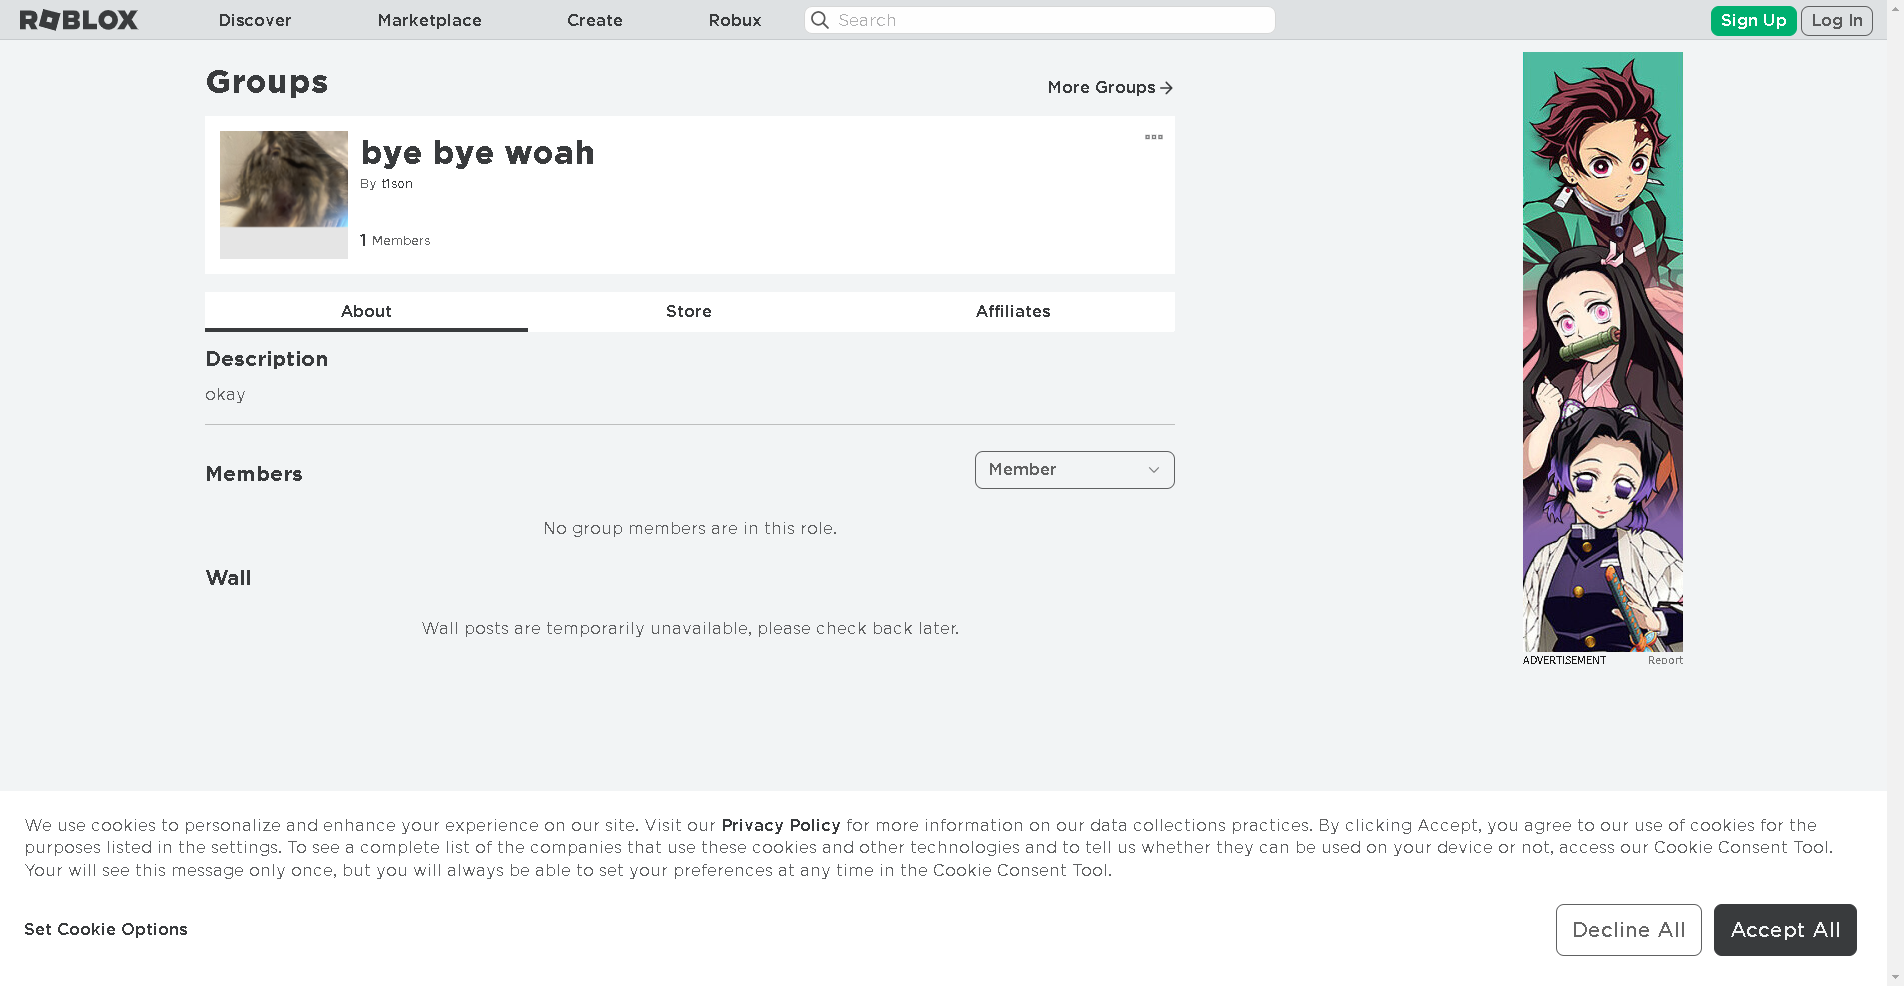 ROBLOX
Discover
Marketplace
Create
Robux
Search
Sign Up
Log In
Groups
More Groups
bye bye woah
By t1son
1 Members
About
Store
Affiliates
Description
okay
Members
Member
No group members are in this role.
Wall
Wall posts are temporarily unavailable, please check back later.
ADVERTISEMENT
Report
We use cookies to personalize and enhance your experience on our site. Visit our Privacy Policy for more information on our data collections practices. By clicking Accept, you agree to our use of cookies for the
purposes listed in the settings. To see a complete list of the companies that use these cookies and other technologies and to tell us whether they can be used on your device or not, access our Cookie Consent Tool.
Your will see this message only once, but you will always be able to set your preferences at any time in the Cookie Consent Tool.
Set Cookie Options
Decline All
Accept All